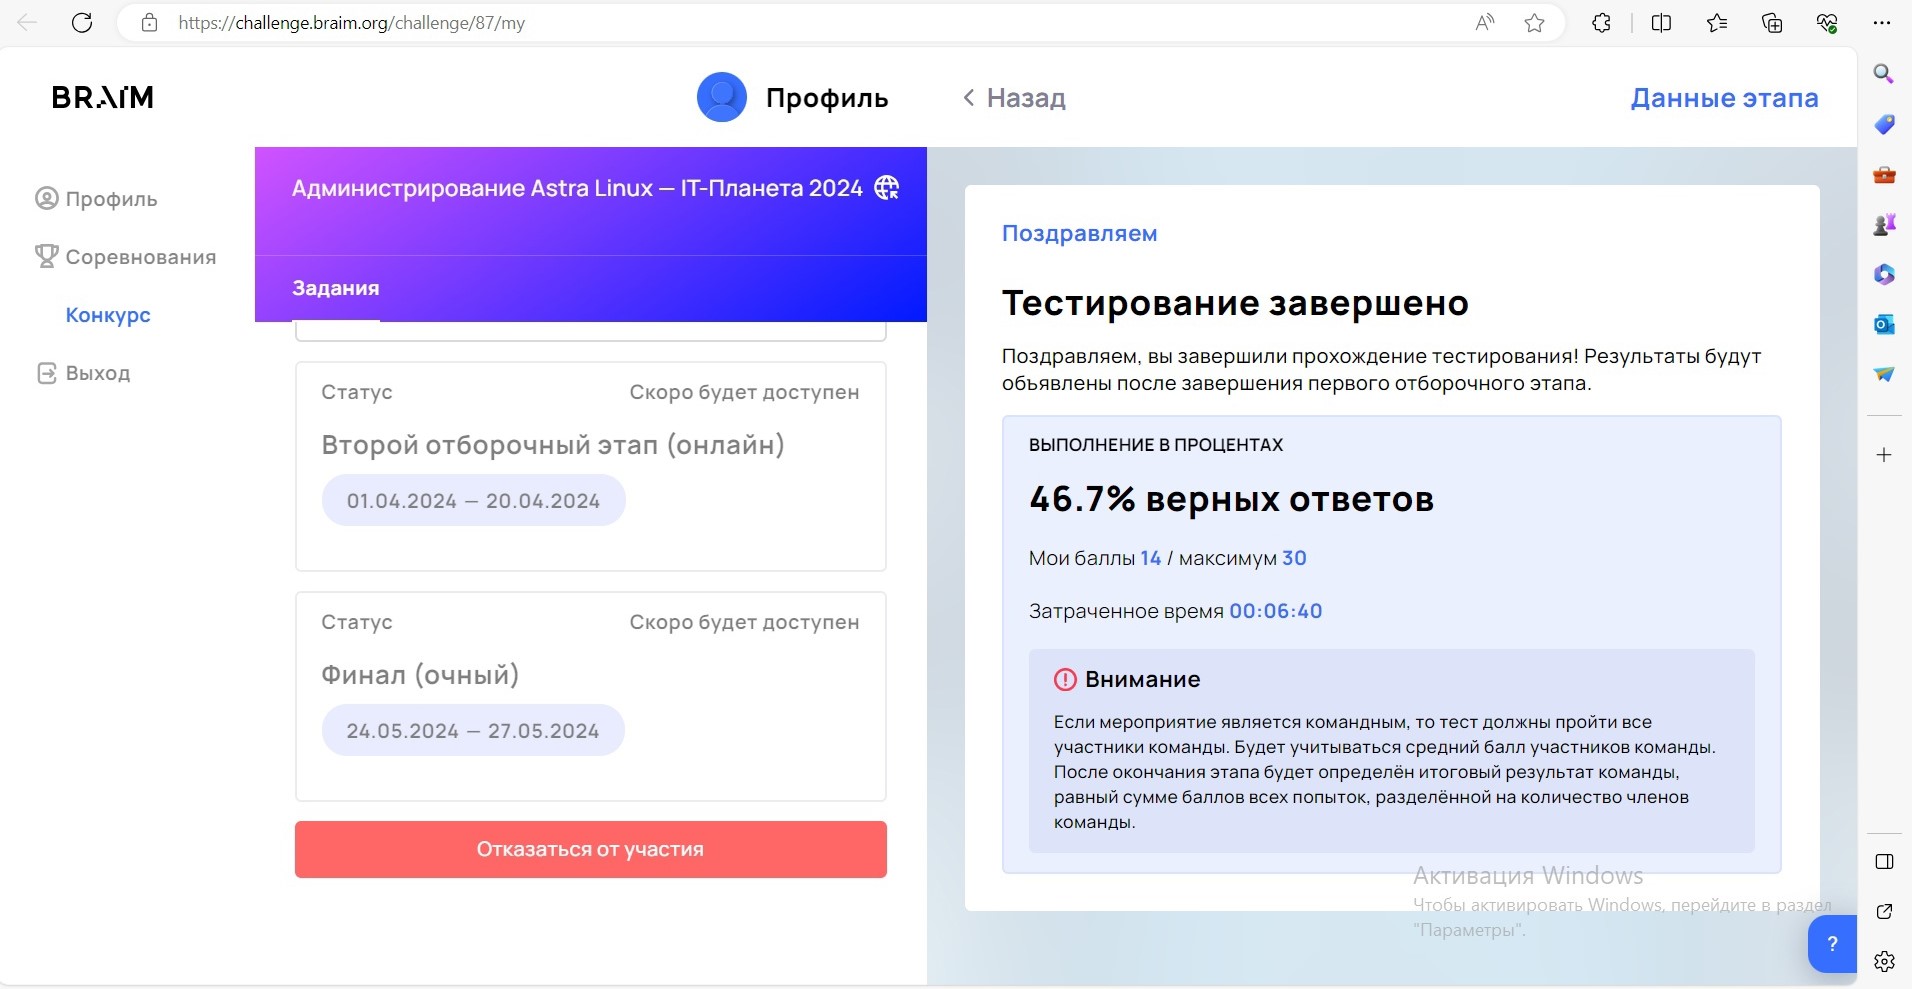 https://challenge.braim.org/challenge/87/my
BRAIM
Профиль
Назад
Данные этапа
Профиль
Соревнования
Конкурс
Выход
Администрирование Astra Linux — IT-Планета 2024
Задания
Статус
Скоро будет доступен
Второй отборочный этап (онлайн)
01.04.2024 — 20.04.2024
Статус
Скоро будет доступен
Финал (очный)
24.05.2024 — 27.05.2024
Отказаться от участия
Поздравляем
Тестирование завершено
Поздравляем, вы завершили прохождение тестирования! Результаты будут
объявлены после завершения первого отборочного этапа.
ВЫПОЛНЕНИЕ В ПРОЦЕНТАХ
46.7% верных ответов
Мои баллы 14 / максимум 30
Затраченное время 00:06:40
Внимание
Если мероприятие является командным, то тест должны пройти все
участники команды. Будет учитываться средний балл участников команды.
После окончания этапа будет определён итоговый результат команды,
равный сумме баллов всех попыток, разделённой на количество членов
команды.
Активация Windows
Чтобы активировать Windows, перейдите в раздел
"Параметры".
?